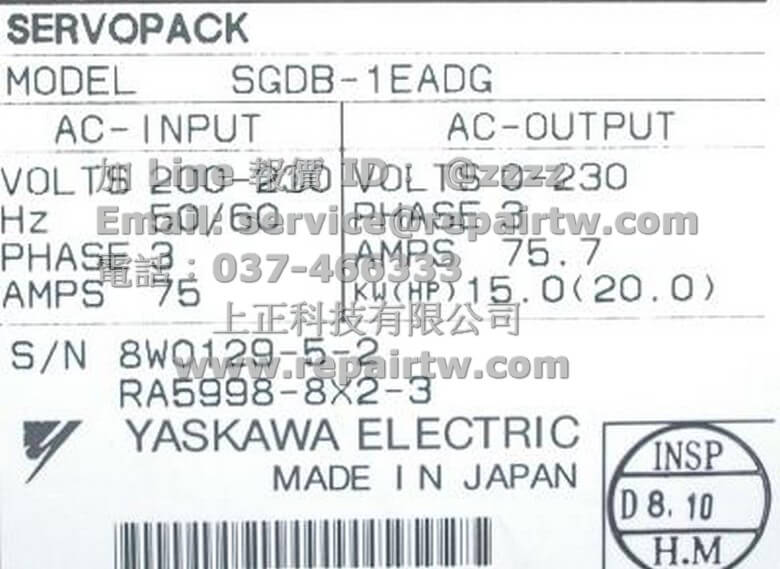 SERVOPACK
MODEL SGDB-1EADG
AC-INPUT AC-OUTPUT
加 Line 報價 ID： @zzzz
VOLTS 200-230 VOLTS 0-230
Email: service@repairtw.com
Hz 50/60 PHASE 3
PHASE 3 AMPS 75.7
電話：037-466333
AMPS 75 KW(HP) 15.0(20.0)
上正科技有限公司
S/N 8W0129-5-2
www.repairtw.com
RA5998-8X2-3
YASKAWA ELECTRIC
MADE IN JAPAN
INSP
D 8. 10
H.M